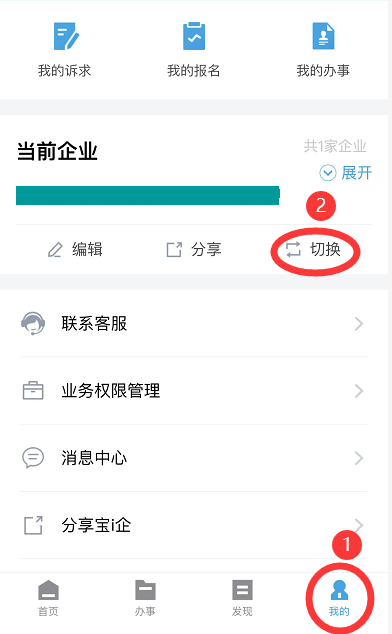 我的诉求 我的报名 我的办事
当前企业 共1家企业
展开
2
编辑 分享 切换
联系客服
业务权限管理
消息中心
分享宝i企
1
首页 办事 发现 我的